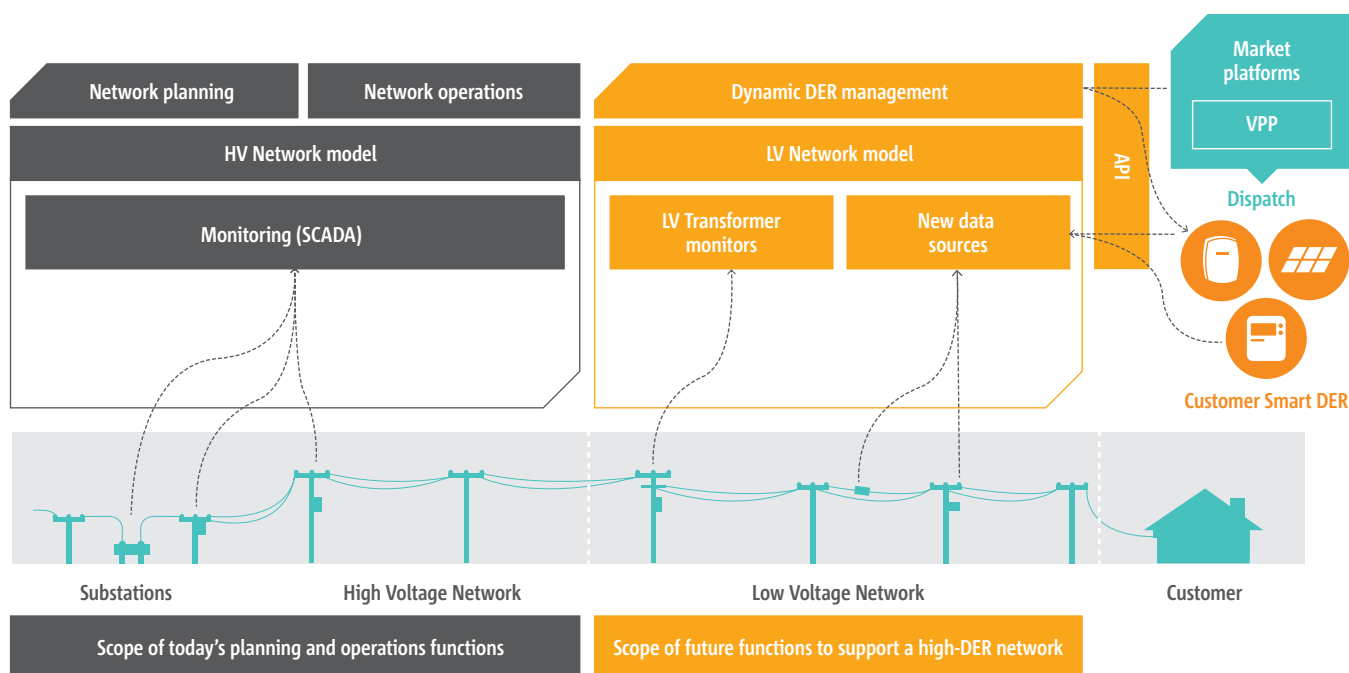 Network planning
Network operations
HV Network model
Monitoring (SCADA)
Dynamic DER management
LV Network model
LV Transformer
monitors
New data
sources
API
Market
platforms
VPP
Dispatch
Customer Smart DER
Substations
High Voltage Network
Low Voltage Network
Customer
Scope of today's planning and operations functions
Scope of future functions to support a high-DER network